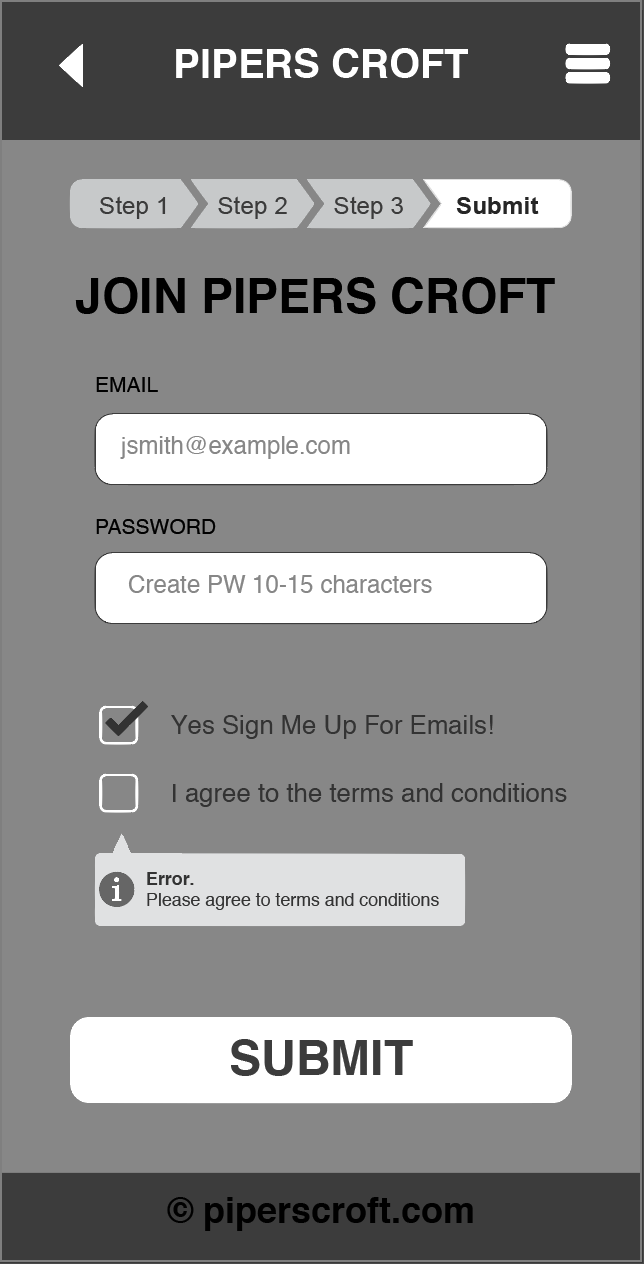 PIPERS CROFT
Step 1 Step 2 Step 3 Submit
JOIN PIPERS CROFT
EMAIL
jsmith@example.com
PASSWORD
Create PW 10-15 characters
Yes Sign Me Up For Emails!
I agree to the terms and conditions
Error.
Please agree to terms and conditions
SUBMIT
© piperscroft.com